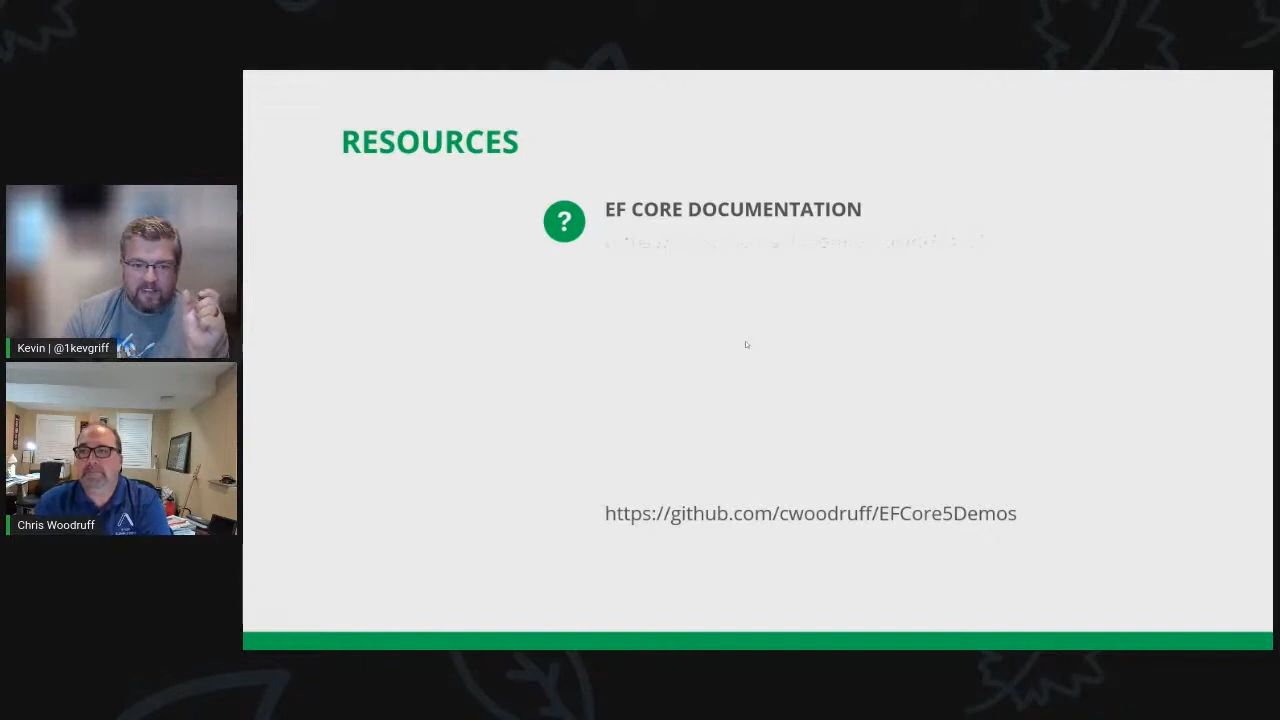 RESOURCES
?
EF CORE DOCUMENTATION
Kevin | @1kevgriff
Chris Woodruff
https://github.com/cwoodruff/EFCore5Demos